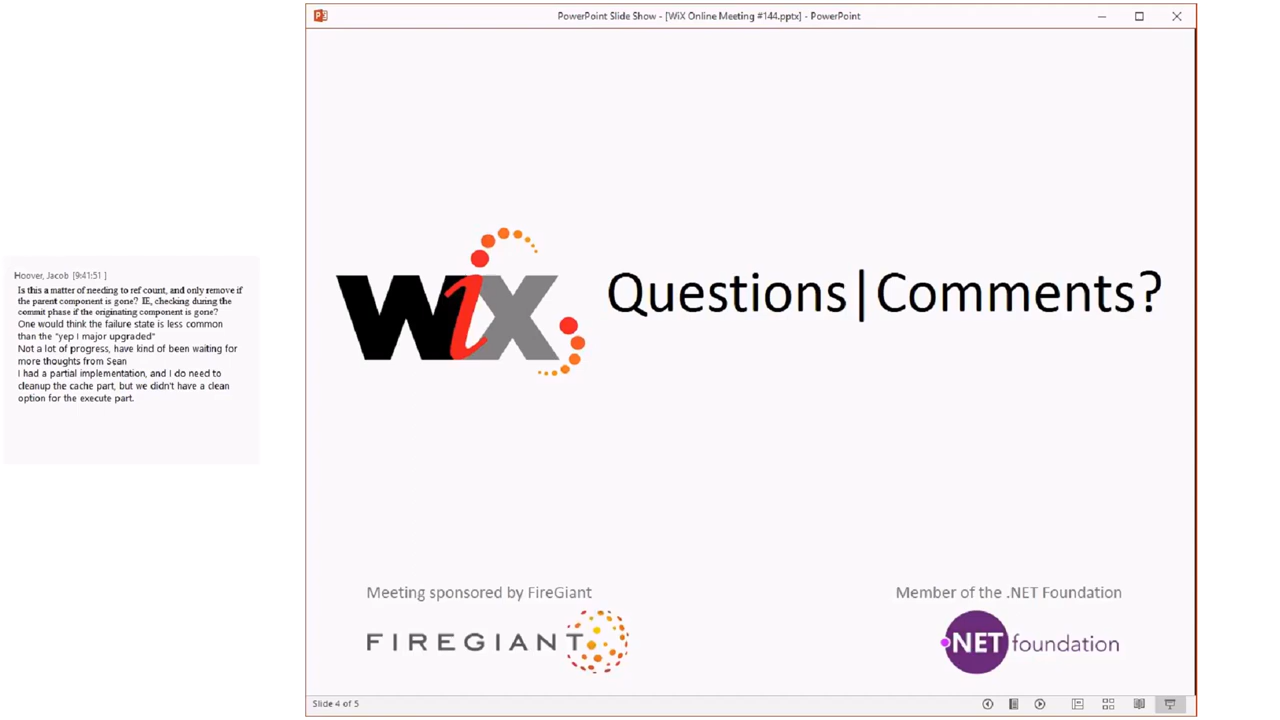 PowerPoint Slide Show - [WiX Online Meeting #144.pptx] - PowerPoint
Hoover, Jacob [9:41:51 ]
Is this a matter of needing to ref count, and only remove if
the parent component is gone? IE, checking during the
commit phase if the originating component is gone?
One would think the failure state is less common
than the "yep I major upgraded"
Not a lot of progress, have kind of been waiting for
more thoughts from Sean
I had a partial implementation, and I do need to
cleanup the cache part, but we didn't have a clean
option for the execute part.
WiX
Questions|Comments?
Meeting sponsored by FireGiant
FIREGIANT
Member of the .NET Foundation
.NET foundation
Slide 4 of 5